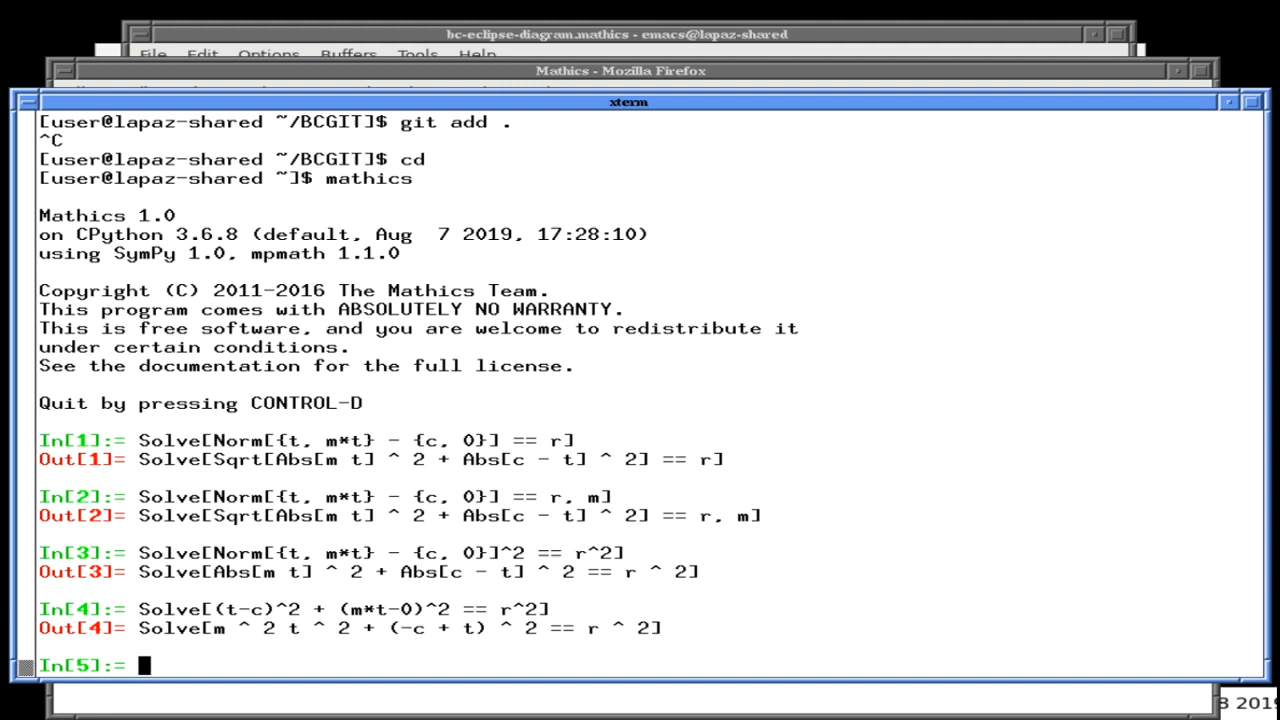 bc-eclipse-diagram.mathics - emacs@lapaz-shared
File Edit Options Buffers Tools Help
Mathics - Mozilla Firefox
xterm
[user@lapaz-shared ~/BCGIT]$ git add .
^C
[user@lapaz-shared ~/BCGIT]$ cd
[user@lapaz-shared ~]$ mathics
Mathics 1.0
on CPython 3.6.8 (default, Aug  7 2019, 17:28:10)
using SymPy 1.0, mpmath 1.1.0
Copyright (C) 2011-2016 The Mathics Team.
This program comes with ABSOLUTELY NO WARRANTY.
This is free software, and you are welcome to redistribute it
under certain conditions.
See the documentation for the full license.
Quit by pressing CONTROL-D
In[1]:= Solve[Norm[{t, m*t} - {c, 0}] == r]
Out[1]= Solve[Sqrt[Abs[m t] ^ 2 + Abs[c - t] ^ 2] == r]
In[2]:= Solve[Norm[{t, m*t} - {c, 0}] == r, m]
Out[2]= Solve[Sqrt[Abs[m t] ^ 2 + Abs[c - t] ^ 2] == r, m]
In[3]:= Solve[Norm[{t, m*t} - {c, 0}]^2 == r^2]
Out[3]= Solve[Abs[m t] ^ 2 + Abs[c - t] ^ 2 == r ^ 2]
In[4]:= Solve[(t-c)^2 + (m*t-0)^2 == r^2]
Out[4]= Solve[m ^ 2 t ^ 2 + (-c + t) ^ 2 == r ^ 2]
In[5]:=